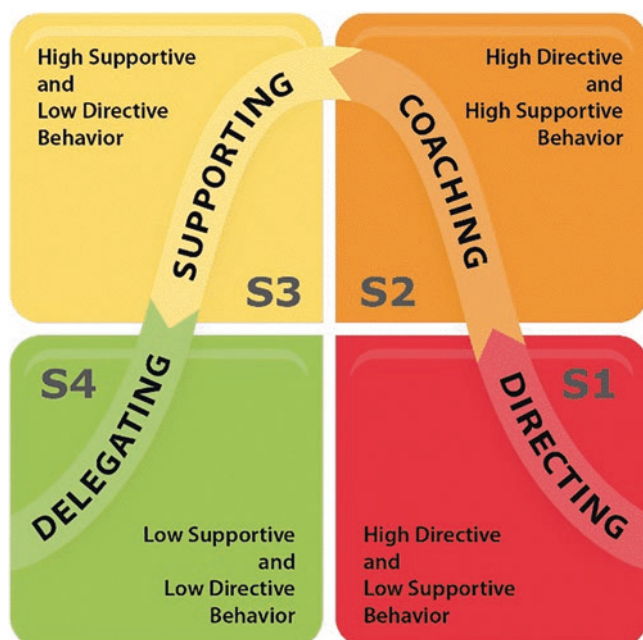 High Supportive
and
Low Directive
Behavior
SUPPORTING
S3
High Directive
and
High Supportive
Behavior
COACHING
S2
S4
DELEGATING
Low Supportive
and
Low Directive
Behavior
S1
DIRECTING
High Directive
and
Low Supportive
Behavior